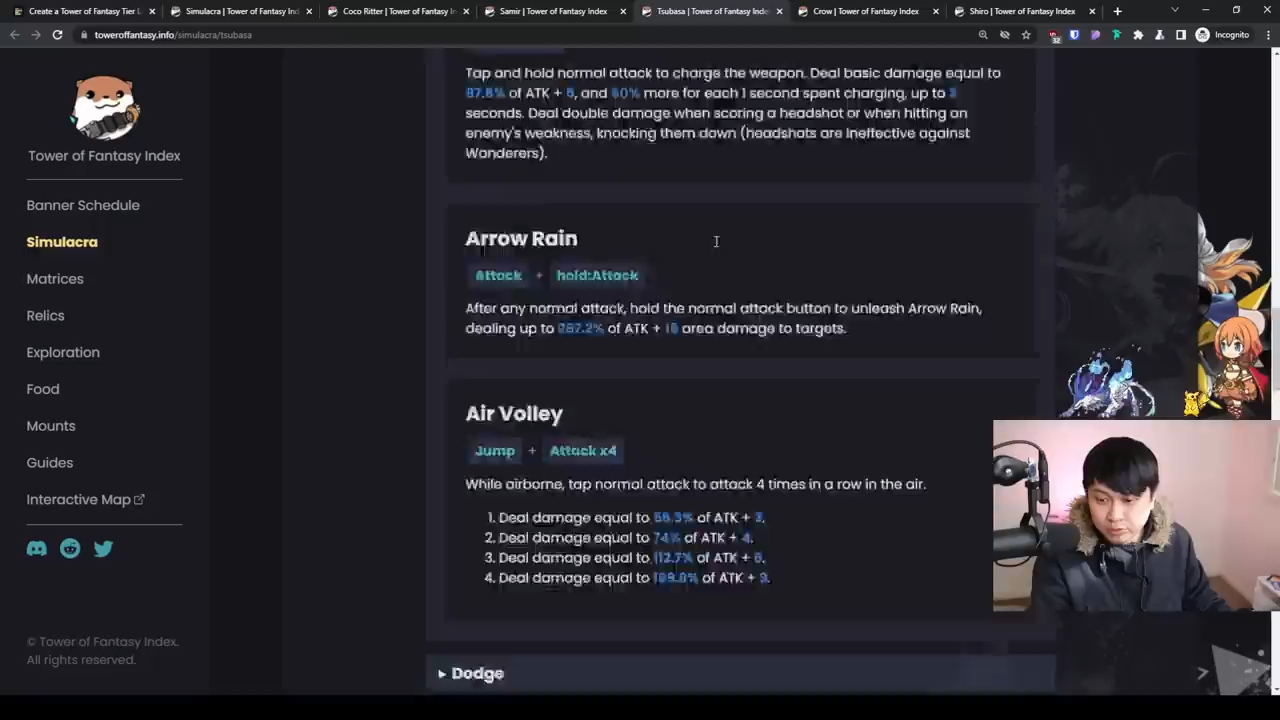 Create a Tower of Fantasy Tier L
Simulacra | Tower of Fantasy Ind
Coco Ritter | Tower of Fantasy In
Samir | Tower of Fantasy Index
Tsubasa | Tower of Fantasy Inde
Crow | Tower of Fantasy Index
Shiro | Tower of Fantasy Index
toweroffantasy.info/simulacra/tsubasa
Incognito
Tower of Fantasy Index
Banner Schedule
Simulacra
Matrices
Relics
Exploration
Food
Mounts
Guides
Interactive Map
© Tower of Fantasy Index.
All rights reserved.
Tap and hold normal attack to charge the weapon. Deal basic damage equal to
of ATK + and more for each 1 second spent charging, up to
seconds. Deal double damage when scoring a headshot or when hitting an
enemy's weakness, knocking them down (headshots are ineffective against
Wanderers).
Arrow Rain
Attack + hold:Attack
After any normal attack, hold the normal attack button to unleash Arrow Rain,
dealing up to of ATK + area damage to targets.
Air Volley
Jump + Attack x4
While airborne, tap normal attack to attack 4 times in a row in the air.
1. Deal damage equal to of ATK + 3.
2. Deal damage equal to 74% of ATK + 4.
3. Deal damage equal to 112.7% of ATK +
4. Deal damage equal to of ATK + 9.
Dodge